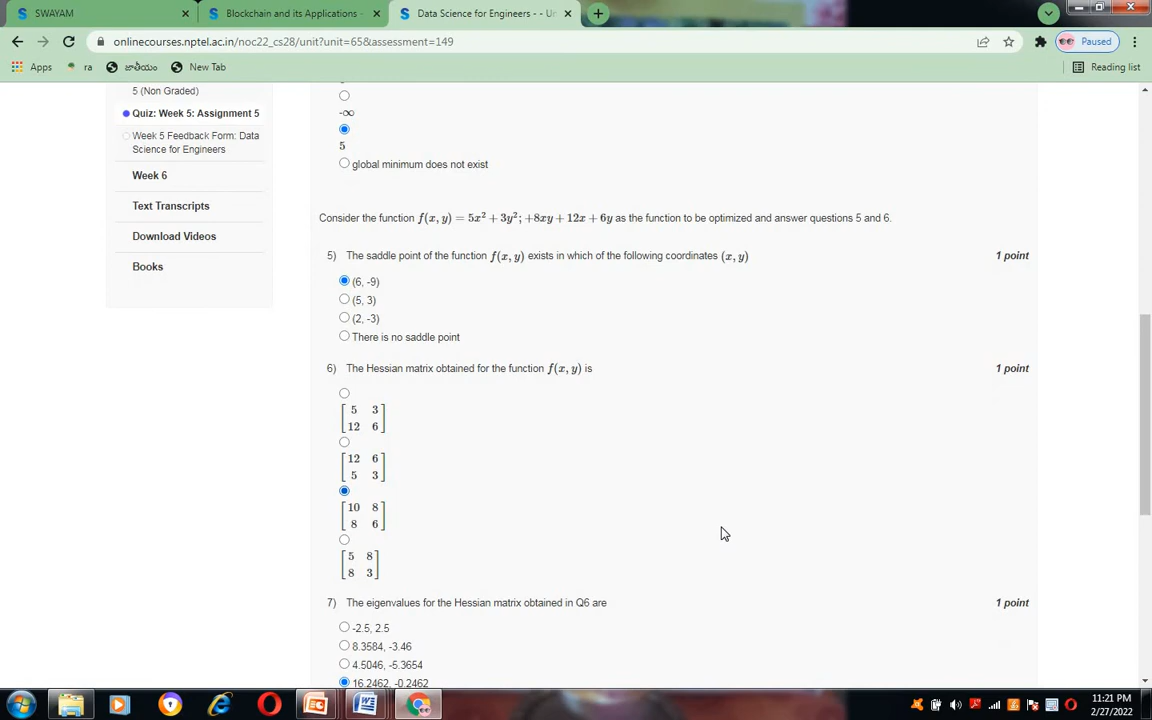 SWAYAM
Blockchain and its Applications -
Data Science for Engineers - - Un
onlinecourses.nptel.ac.in/noc22_cs28/unit?unit=65&assessment=149
Paused
Apps
ra
జాతీయం
New Tab
Reading list
5 (Non Graded)
Quiz: Week 5: Assignment 5
Week 5 Feedback Form: Data
Science for Engineers
Week 6
Text Transcripts
Download Videos
Books
-∞
5
global minimum does not exist
Consider the function f(x, y) = 5x² + 3y²; +8xy + 12x + 6y as the function to be optimized and answer questions 5 and 6.
5) The saddle point of the function f(x, y) exists in which of the following coordinates (x, y) 1 point
(6, -9)
(5, 3)
(2, -3)
There is no saddle point
6) The Hessian matrix obtained for the function f(x, y) is 1 point
[5 3
12 6]
[12 6
5 3]
[10 8
8 6]
[5 8
8 3]
7) The eigenvalues for the Hessian matrix obtained in Q6 are 1 point
-2.5, 2.5
8.3584, -3.46
4.5046, -5.3654
16.2462, -0.2462
11:21 PM
2/27/2022